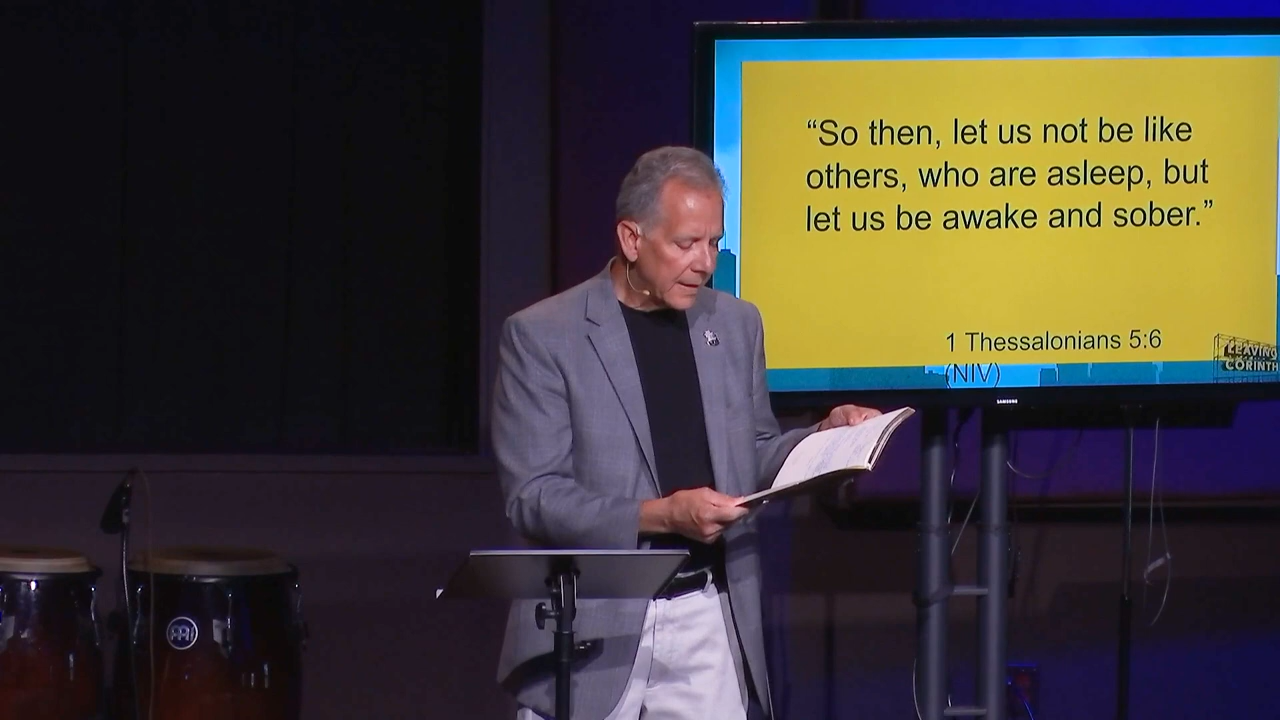 “So then, let us not be like
others, who are asleep, but
let us be awake and sober.”
1 Thessalonians 5:6
(NIV)
LEAVING
CORINTH
SAMSUNG